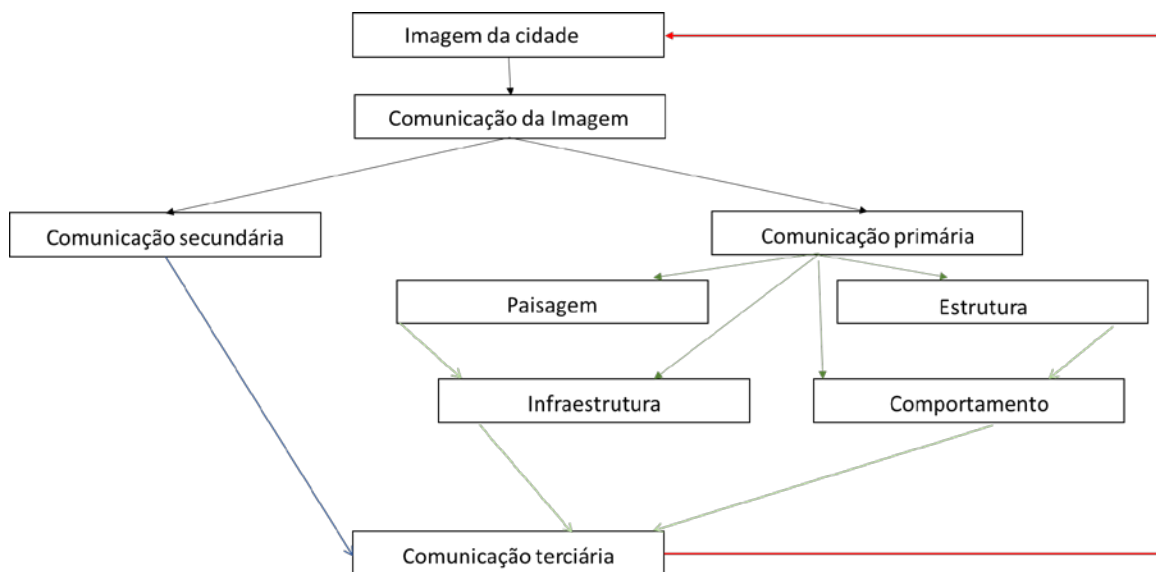 Imagem da cidade
Comunicação da Imagem
Comunicação secundária
Comunicação primária
Paisagem
Estrutura
Infraestrutura
Comportamento
Comunicação terciária